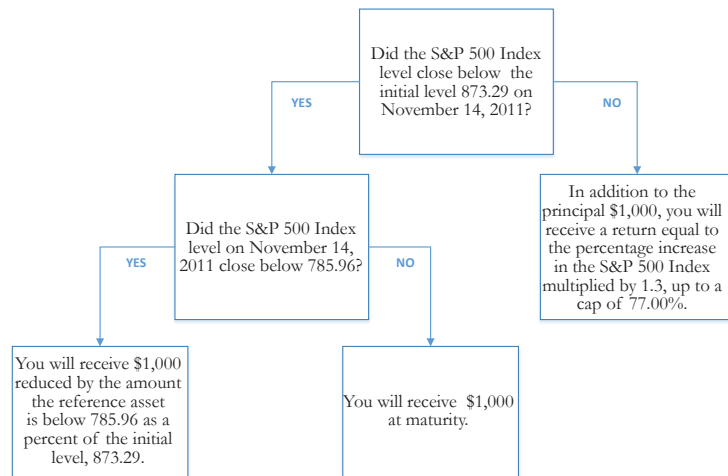 Did the S&P 500 Index
level close below the
initial level 873.29 on
November 14, 2011?
YES
NO
Did the S&P 500 Index
level on November 14,
2011 close below 785.96?
In addition to the
principal $1,000, you will
receive a return equal to
the percentage increase
in the S&P 500 Index
multiplied by 1.3, up to a
cap of 77.00%.
YES
NO
You will receive $1,000
reduced by the amount
the reference asset
is below 785.96 as a
percent of the initial
level, 873.29.
You will receive $1,000
at maturity.